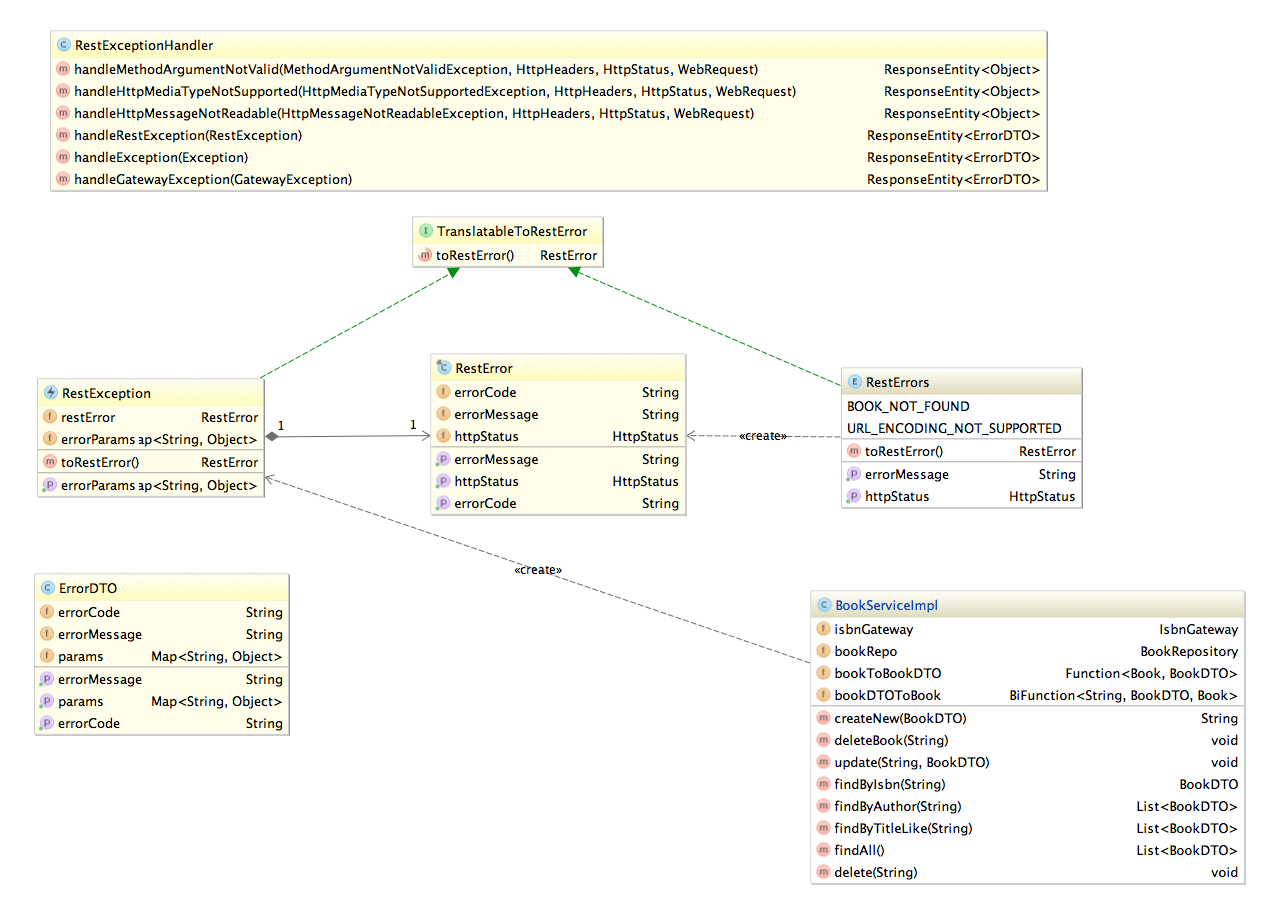 RestExceptionHandler
handleMethodArgumentNotValid(MethodArgumentNotValidException, HttpHeaders, HttpStatus, WebRequest) ResponseEntity<Object>
handleHttpMediaTypeNotSupported(HttpMediaTypeNotSupportedException, HttpHeaders, HttpStatus, WebRequest) ResponseEntity<Object>
handleHttpMessageNotReadable(HttpMessageNotReadableException, HttpHeaders, HttpStatus, WebRequest) ResponseEntity<Object>
handleRestException(RestException) ResponseEntity<ErrorDTO>
handleException(Exception) ResponseEntity<ErrorDTO>
handleGatewayException(GatewayException) ResponseEntity<ErrorDTO>
TranslatableToRestError
toRestError() RestError
RestException
restError RestError
errorParams ap<String, Object>
toRestError() RestError
errorParams ap<String, Object>
1
1
RestError
errorCode String
errorMessage String
httpStatus HttpStatus
errorMessage String
httpStatus HttpStatus
errorCode String
«create»
RestErrors
BOOK_NOT_FOUND
URL_ENCODING_NOT_SUPPORTED
toRestError() RestError
errorMessage String
httpStatus HttpStatus
«create»
ErrorDTO
errorCode String
errorMessage String
params Map<String, Object>
errorMessage String
params Map<String, Object>
errorCode String
BookServiceImpl
isbnGateway IsbnGateway
bookRepo BookRepository
bookToBookDTO Function<Book, BookDTO>
bookDTOToBook BiFunction<String, BookDTO, Book>
createNew(BookDTO) String
deleteBook(String) void
update(String, BookDTO) void
findByIsbn(String) BookDTO
findByAuthor(String) List<BookDTO>
findByTitleLike(String) List<BookDTO>
findAll() List<BookDTO>
delete(String) void